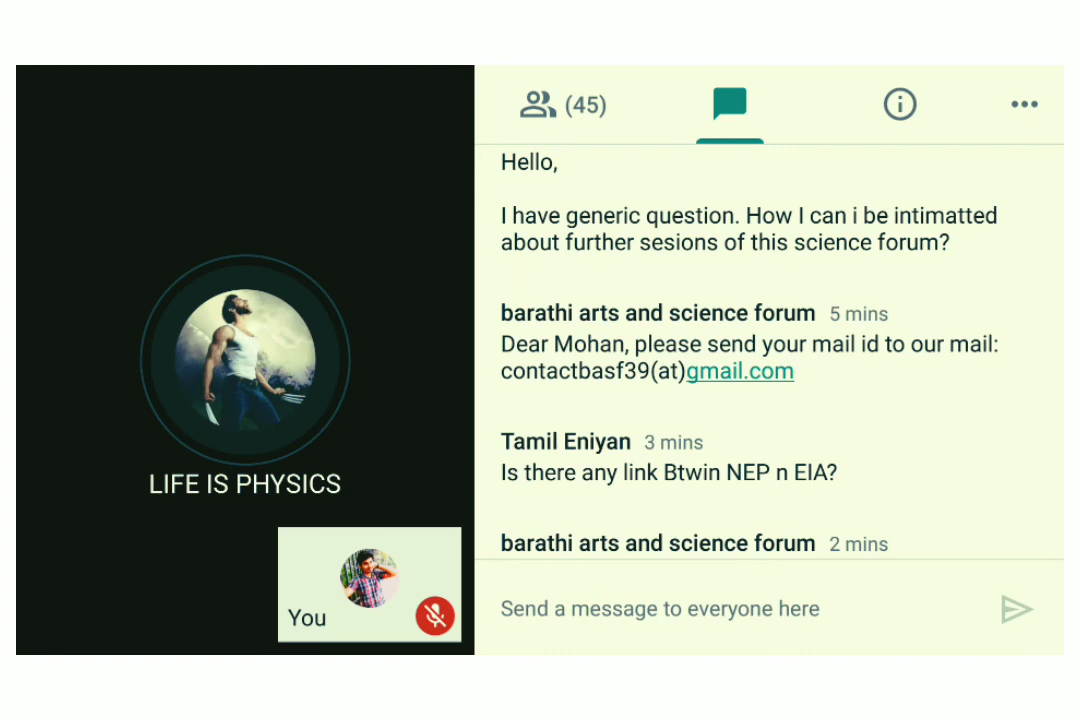 LIFE IS PHYSICS
You
(45)
Hello,
I have generic question. How I can i be intimatted
about further sesions of this science forum?
barathi arts and science forum 5 mins
Dear Mohan, please send your mail id to our mail:
contactbasf39(at)gmail.com
Tamil Eniyan 3 mins
Is there any link Btwin NEP n EIA?
barathi arts and science forum 2 mins
Send a message to everyone here